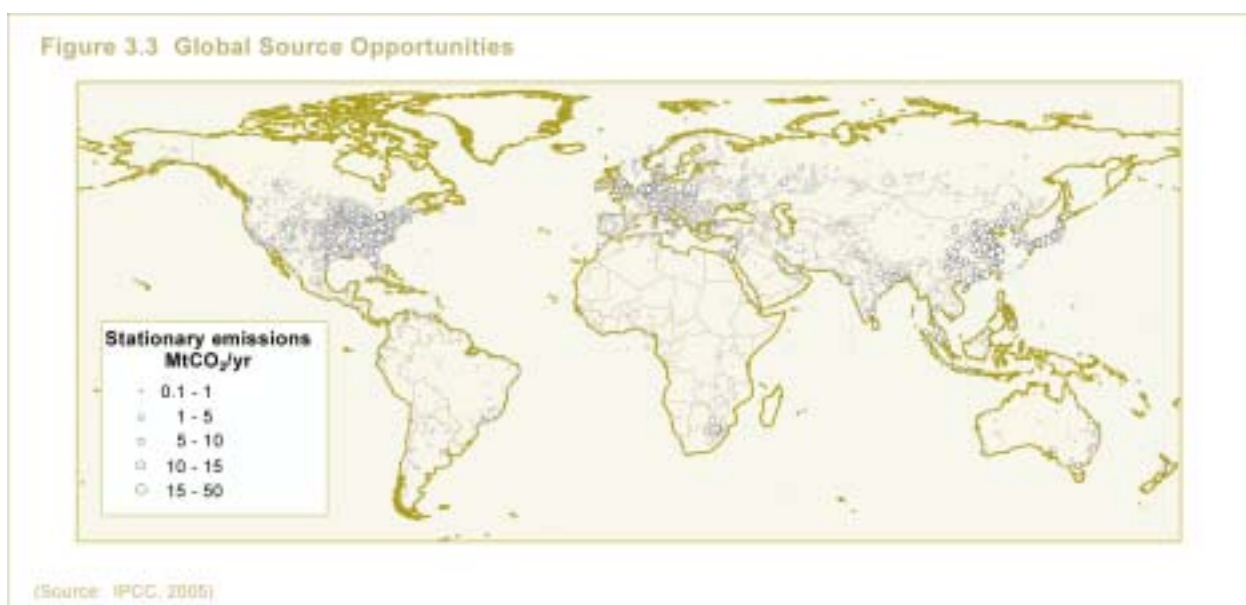 Figure 3.3 Global Source Opportunities
Stationary emissions
MtCO₂/yr
0.1 - 1
1 - 5
5 - 10
10 - 15
15 - 50
(Source: IPCC, 2005)